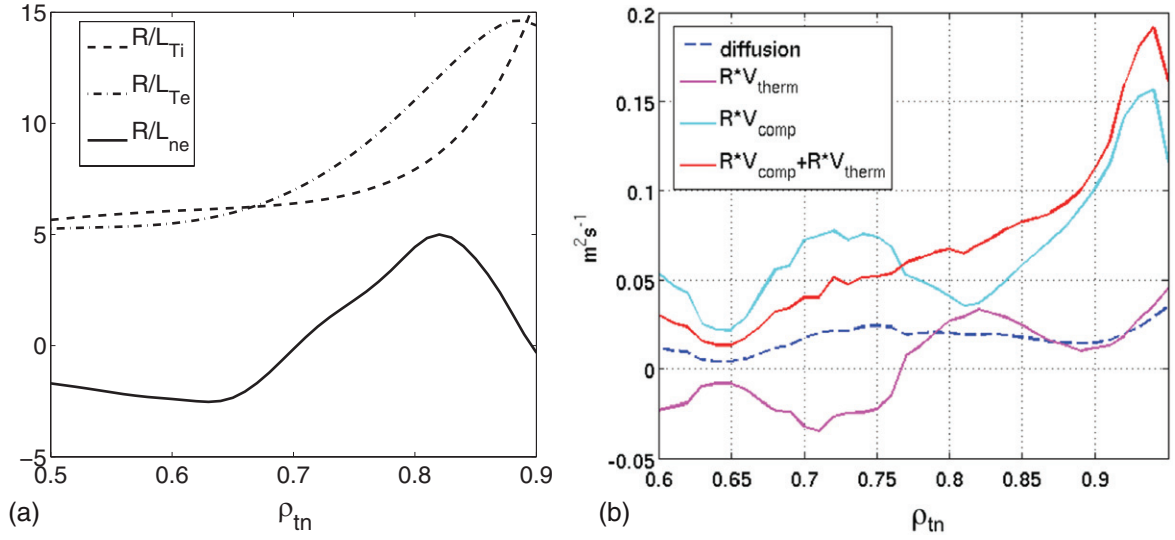 R/L_Ti
R/L_Te
R/L_ne
15
10
5
0
−5
0.5 0.6 0.7 0.8 0.9
(a) ρ_tn
diffusion
R*V_therm
R*V_comp
R*V_comp+R*V_therm
m²s⁻¹
0.2
0.15
0.1
0.05
0
-0.05
0.6 0.65 0.7 0.75 0.8 0.85 0.9
(b) ρ_tn